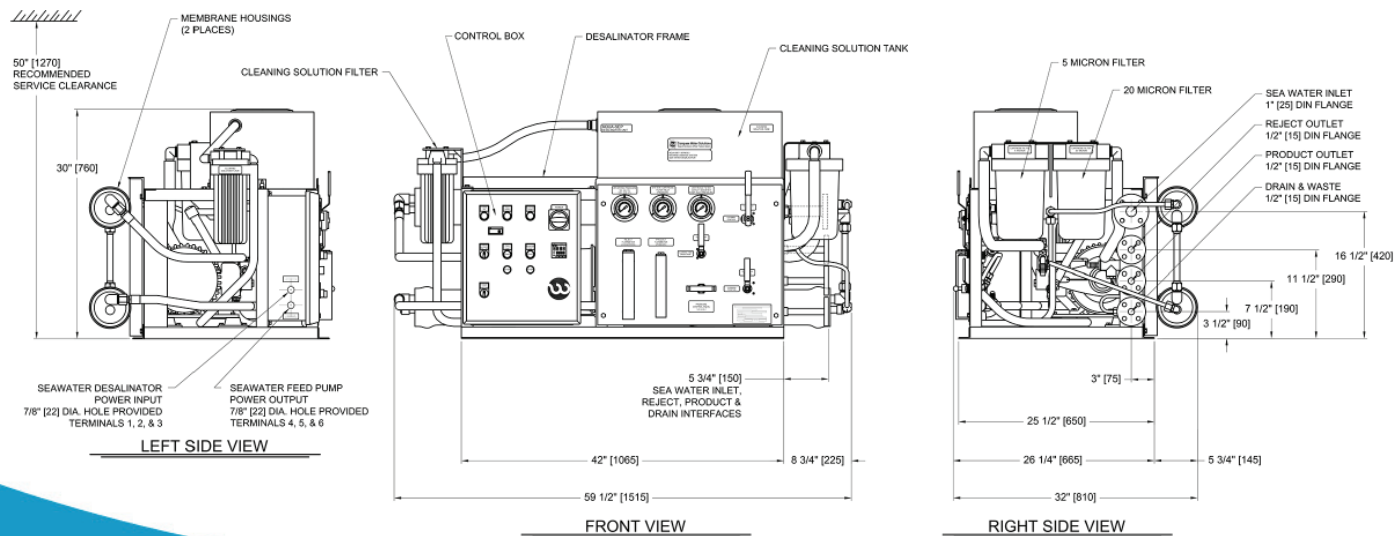 MEMBRANE HOUSINGS
(2 PLACES)
50" [1270]
RECOMMENDED
SERVICE CLEARANCE
30" [760]
SEAWATER DESALINATOR
POWER INPUT
7/8" [22] DIA. HOLE PROVIDED
TERMINALS 1, 2, & 3
SEAWATER FEED PUMP
POWER OUTPUT
7/8" [22] DIA. HOLE PROVIDED
TERMINALS 4, 5, & 6
LEFT SIDE VIEW
CONTROL BOX
DESALINATOR FRAME
CLEANING SOLUTION TANK
CLEANING SOLUTION FILTER
5 3/4" [150]
SEA WATER INLET,
REJECT, PRODUCT &
DRAIN INTERFACES
42" [1065]
8 3/4" [225]
59 1/2" [1515]
FRONT VIEW
5 MICRON FILTER
20 MICRON FILTER
SEA WATER INLET
1" [25] DIN FLANGE
REJECT OUTLET
1/2" [15] DIN FLANGE
PRODUCT OUTLET
1/2" [15] DIN FLANGE
DRAIN & WASTE
1/2" [15] DIN FLANGE
16 1/2" [420]
11 1/2" [290]
7 1/2" [190]
3 1/2" [90]
3" [75]
25 1/2" [650]
26 1/4" [665]
5 3/4" [145]
32" [810]
RIGHT SIDE VIEW